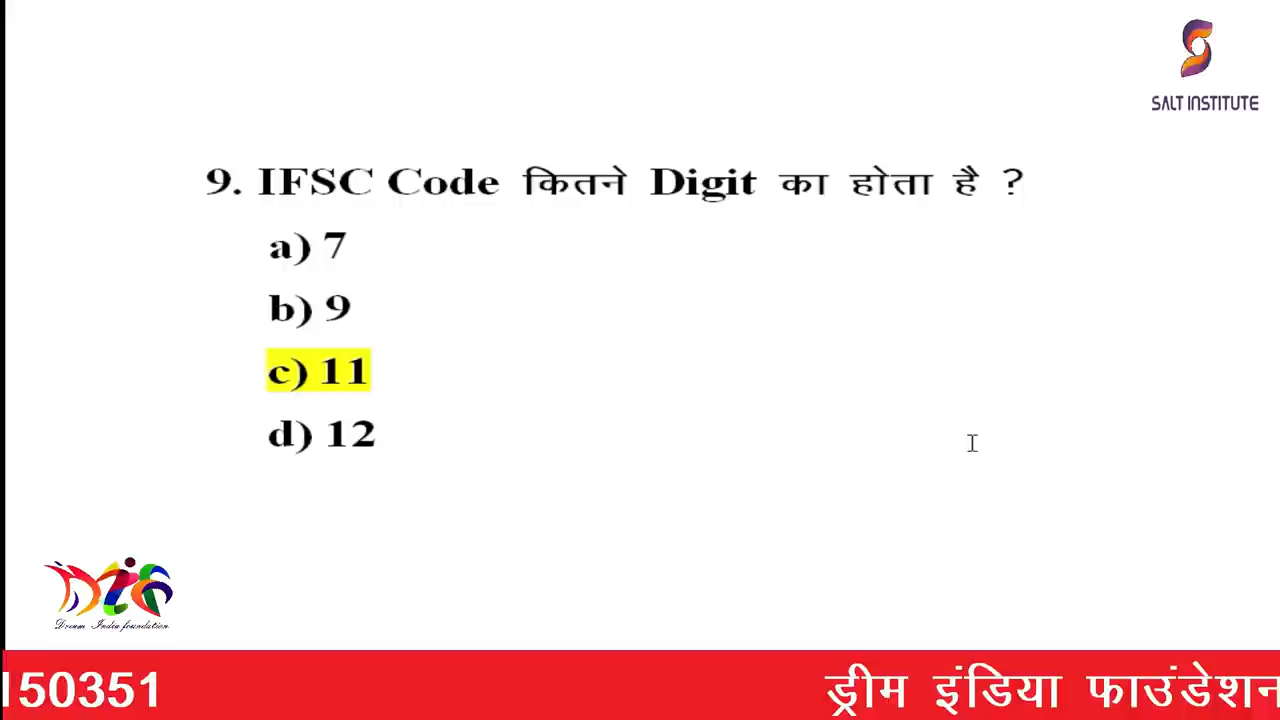 SALT INSTITUTE
9. IFSC Code कितने Digit का होता है ?
a) 7
b) 9
c) 11
d) 12
Dream India foundation
150351 ड्रीम इंडिया फाउंडेशन